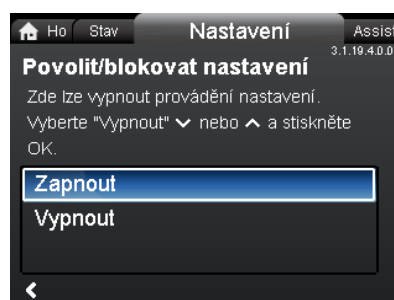 Ho Stav Nastavení Assist
3.1.19.4.0.0
Povolit/blokovat nastavení
Zde lze vypnout provádění nastavení.
Vyberte "Vypnout" nebo a stiskněte
OK.
Zapnout
Vypnout